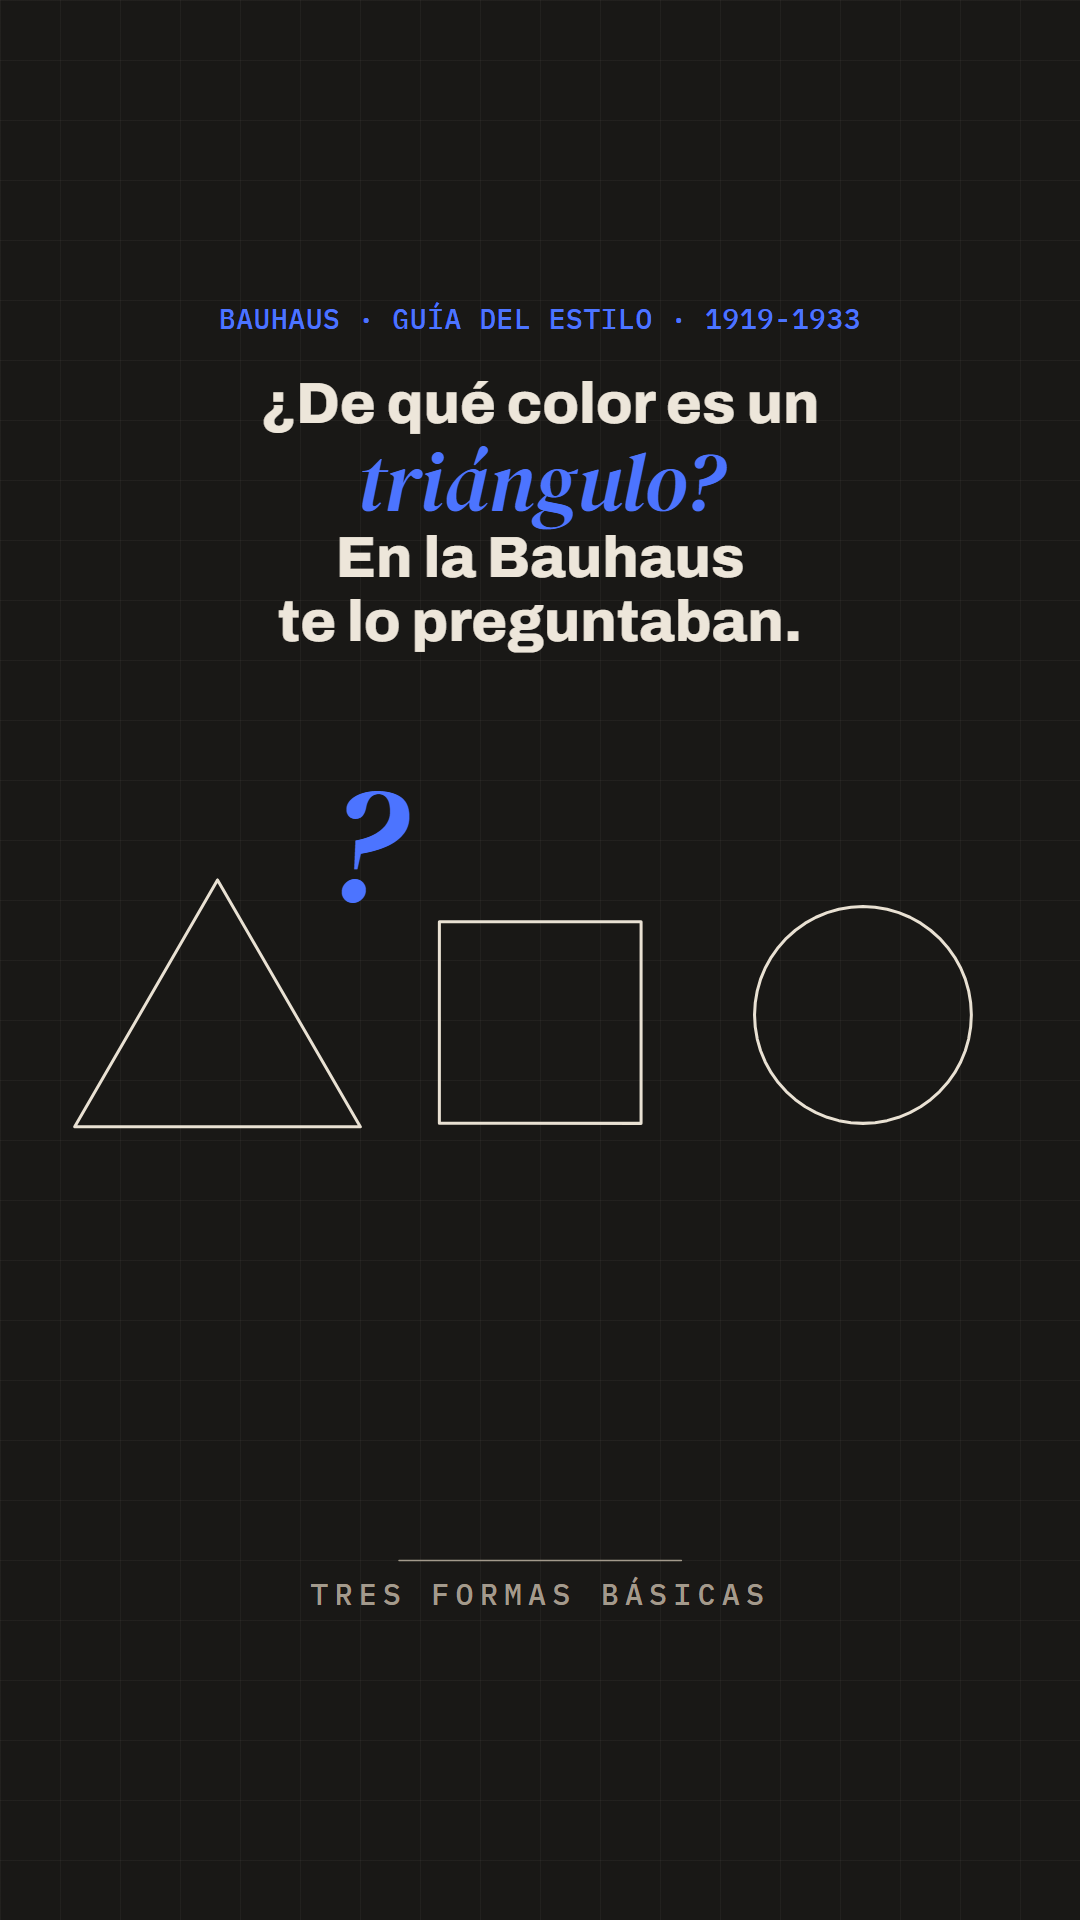 BAUHAUS · GUÍA DEL ESTILO · 1919-1933
¿De qué color es un
triángulo?
En la Bauhaus
te lo preguntaban.
?
TRES FORMAS BÁSICAS